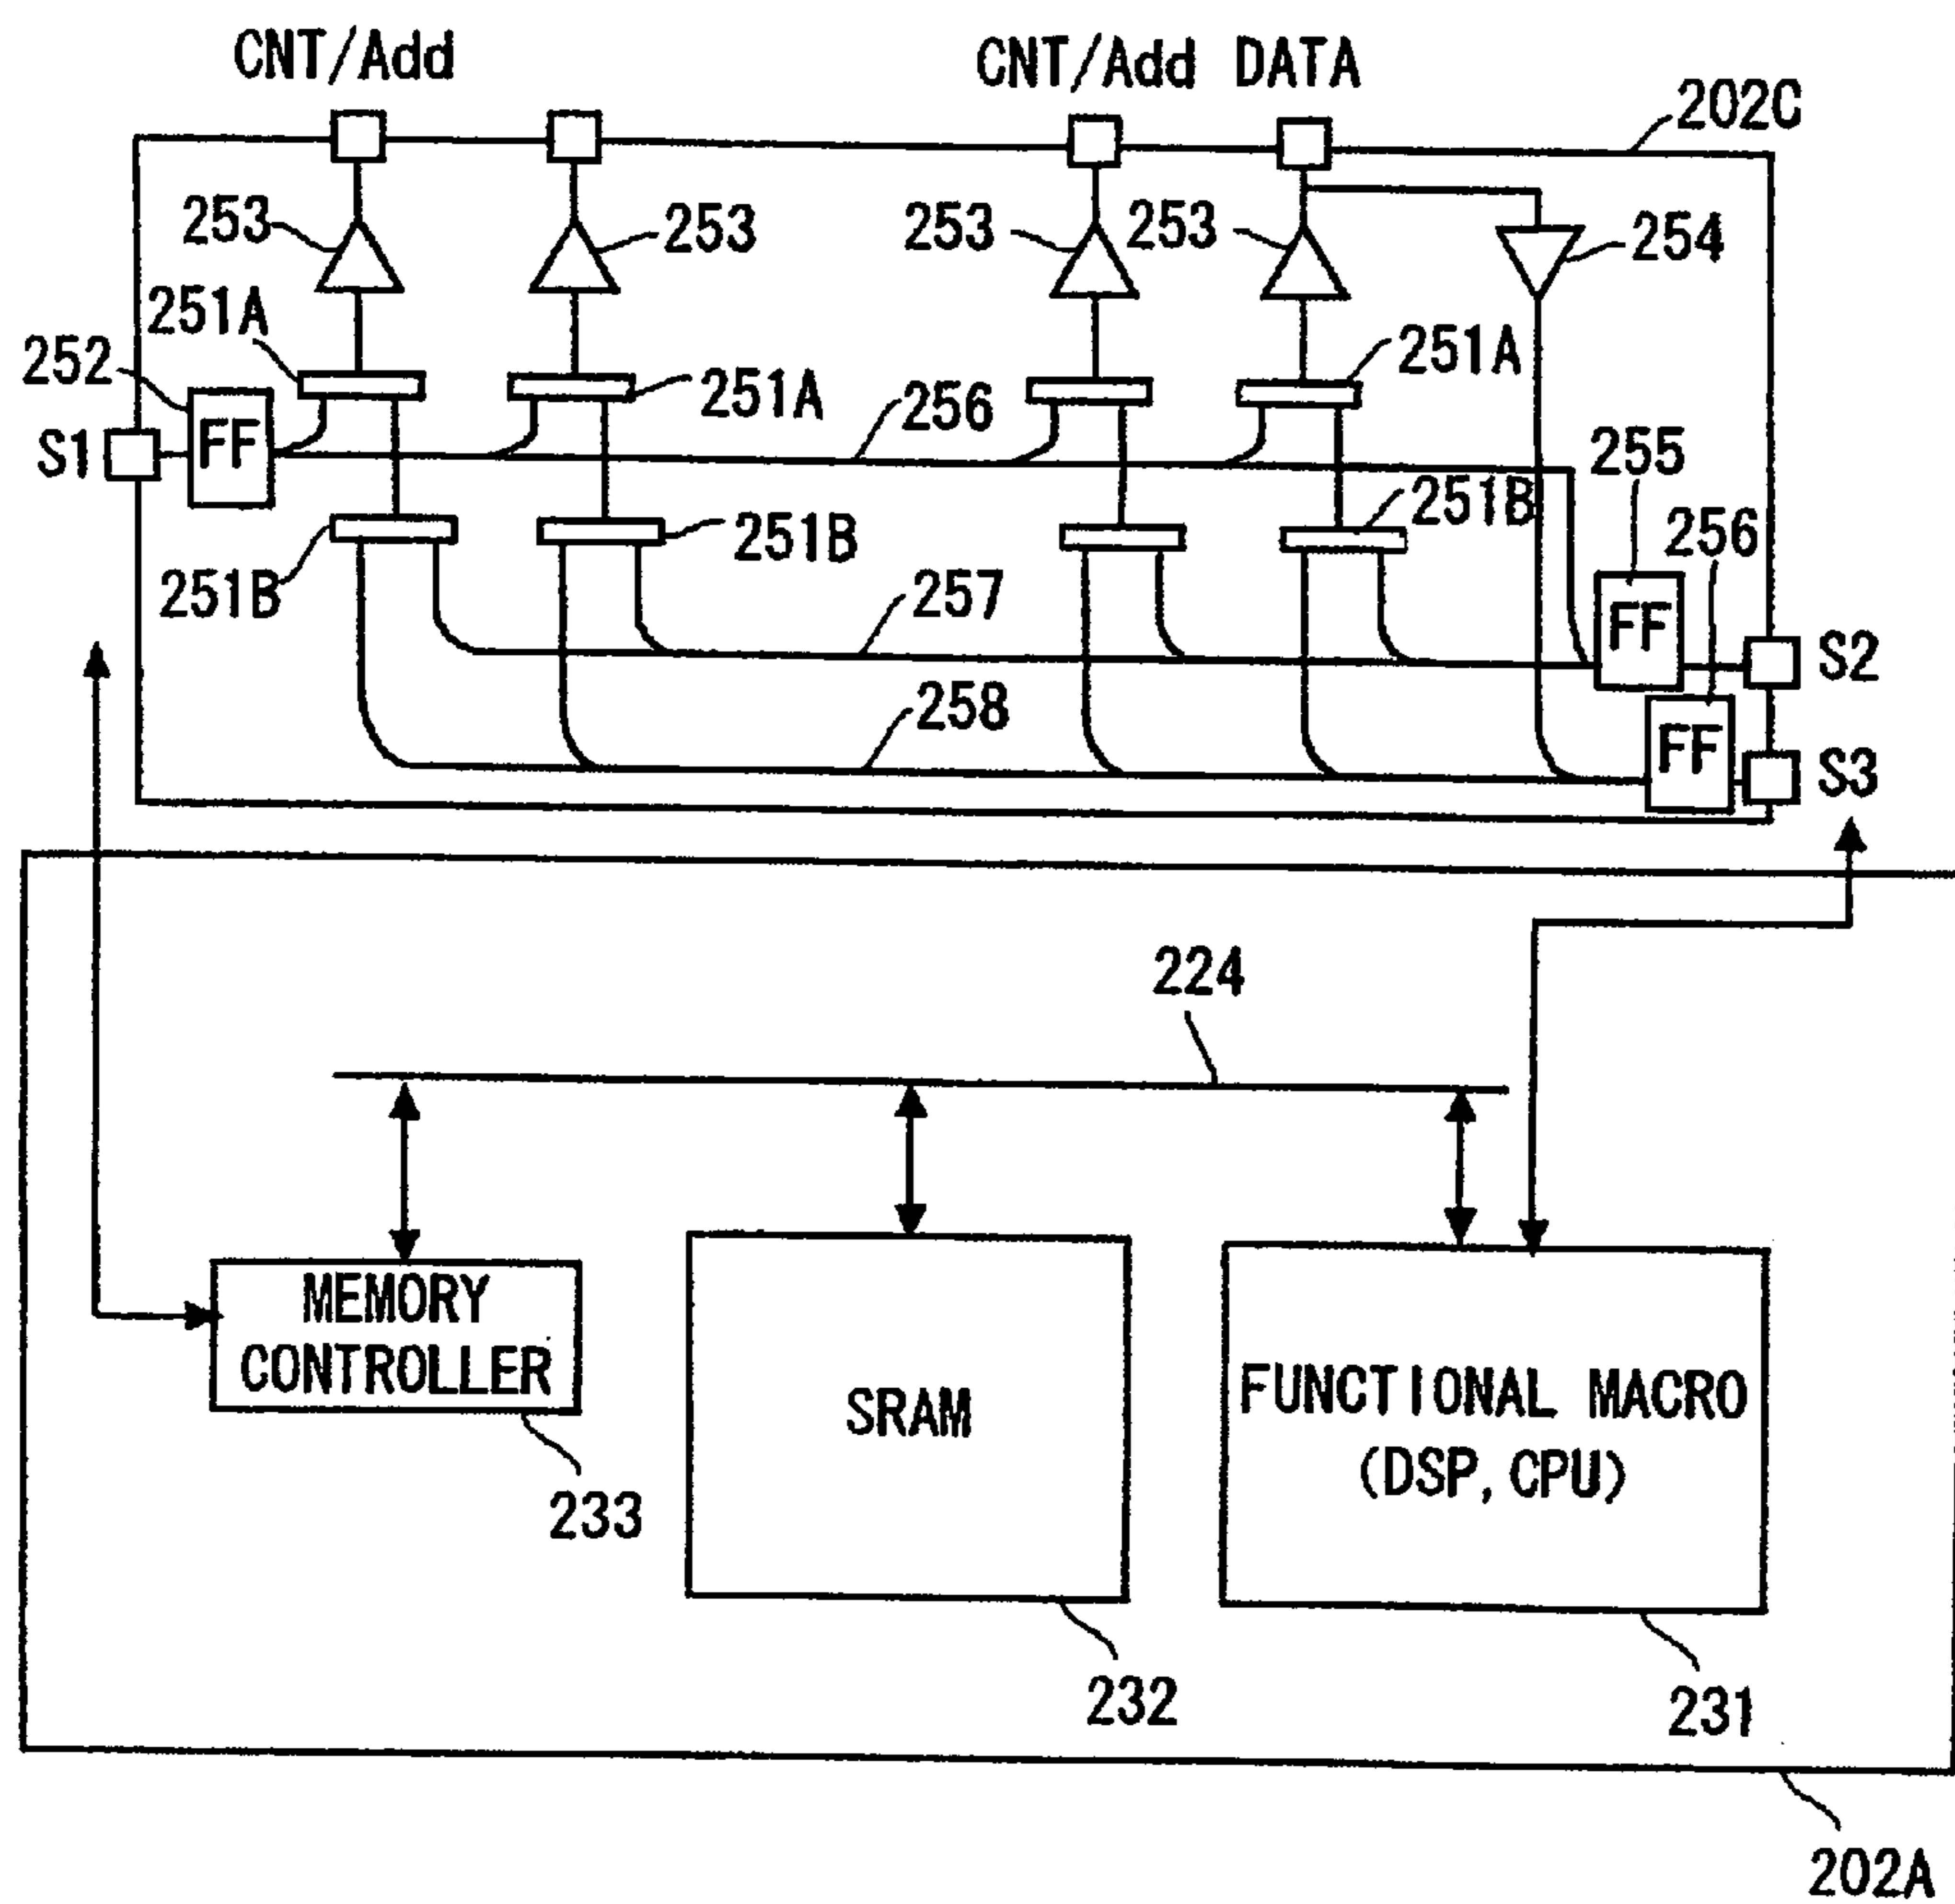 CNT/Add
CNT/Add DATA
202C
253
253
253
253
254
251A
252
251A
256
251A
S1
FF
255
251B
251B
251B
256
257
FF
S2
258
FF
S3
224
MEMORY
CONTROLLER
SRAM
FUNCTIONAL MACRO
(DSP, CPU)
233
232
231
202A